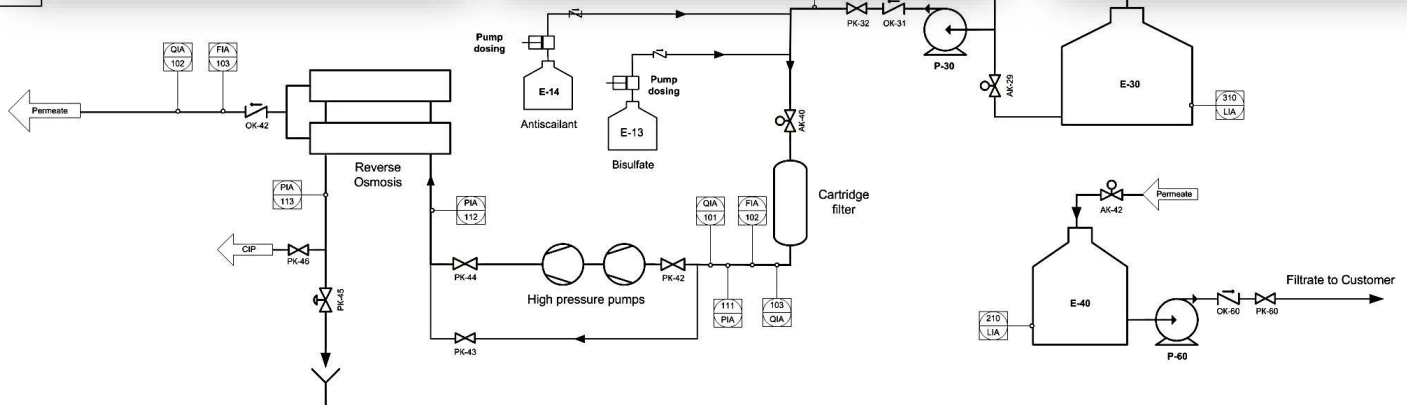 PK-32
OK-31
P-30
AK-29
E-30
310
LIA
Pump
dosing
E-14
Antiscailant
Pump
dosing
E-13
Bisulfate
AK-40
QIA
102
FIA
103
Permeate
OK-42
Reverse
Osmosis
PIA
113
PIA
112
CIP
PK-46
PK-45
PK-44
High pressure pumps
PK-42
PK-43
QIA
101
FIA
102
111
PIA
103
QIA
Cartridge
filter
AK-42
Permeate
E-40
210
LIA
P-60
OK-60
PK-60
Filtrate to Customer